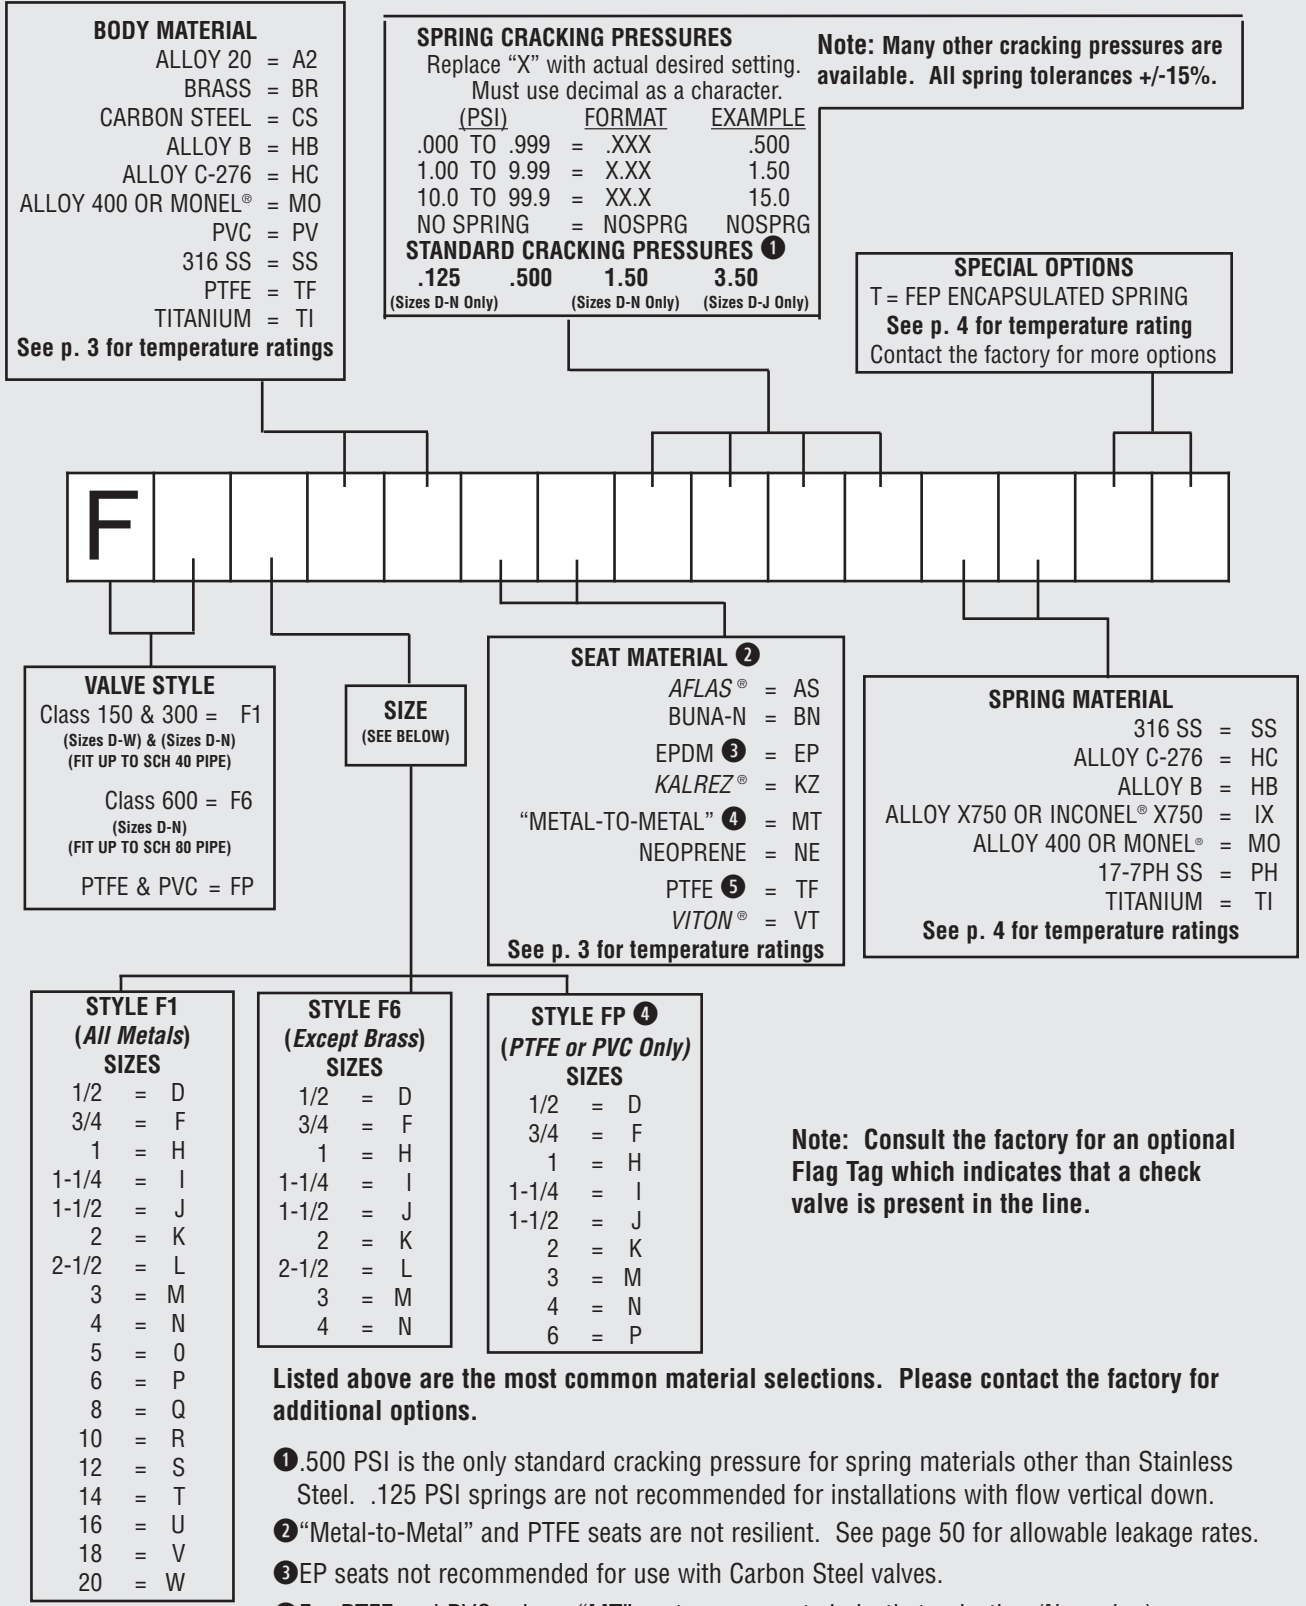 BODY MATERIAL
ALLOY 20 = A2
BRASS = BR
CARBON STEEL = CS
ALLOY B = HB
ALLOY C-276 = HC
ALLOY 400 OR MONEL® = MO
PVC = PV
316 SS = SS
PTFE = TF
TITANIUM = TI
See p. 3 for temperature ratings
SPRING CRACKING PRESSURES
Replace “X” with actual desired setting.
Must use decimal as a character.
(PSI) FORMAT EXAMPLE
.000 TO .999 = .XXX .500
1.00 TO 9.99 = X.XX 1.50
10.0 TO 99.9 = XX.X 15.0
NO SPRING = NOSPRG NOSPRG
STANDARD CRACKING PRESSURES ❶
.125 .500 1.50 3.50
(Sizes D-N Only) (Sizes D-N Only) (Sizes D-J Only)
Note: Many other cracking pressures are
available. All spring tolerances +/-15%.
SPECIAL OPTIONS
T = FEP ENCAPSULATED SPRING
See p. 4 for temperature rating
Contact the factory for more options
F
VALVE STYLE
Class 150 & 300 = F1
(Sizes D-W) & (Sizes D-N)
(FIT UP TO SCH 40 PIPE)
Class 600 = F6
(Sizes D-N)
(FIT UP TO SCH 80 PIPE)
PTFE & PVC = FP
SIZE
(SEE BELOW)
SEAT MATERIAL ❷
AFLAS® = AS
BUNA-N = BN
EPDM ❸ = EP
KALREZ® = KZ
“METAL-TO-METAL” ❹ = MT
NEOPRENE = NE
PTFE ❺ = TF
VITON® = VT
See p. 3 for temperature ratings
SPRING MATERIAL
316 SS = SS
ALLOY C-276 = HC
ALLOY B = HB
ALLOY X750 OR INCONEL® X750 = IX
ALLOY 400 OR MONEL® = MO
17-7PH SS = PH
TITANIUM = TI
See p. 4 for temperature ratings
STYLE F1
(All Metals)
SIZES
1/2 = D
3/4 = F
1 = H
1-1/4 = I
1-1/2 = J
2 = K
2-1/2 = L
3 = M
4 = N
5 = O
6 = P
8 = Q
10 = R
12 = S
14 = T
16 = U
18 = V
20 = W
STYLE F6
(Except Brass)
SIZES
1/2 = D
3/4 = F
1 = H
1-1/4 = I
1-1/2 = J
2 = K
2-1/2 = L
3 = M
4 = N
STYLE FP ❹
(PTFE or PVC Only)
SIZES
1/2 = D
3/4 = F
1 = H
1-1/4 = I
1-1/2 = J
2 = K
3 = M
4 = N
6 = P
Note: Consult the factory for an optional
Flag Tag which indicates that a check
valve is present in the line.
Listed above are the most common material selections. Please contact the factory for
additional options.
❶.500 PSI is the only standard cracking pressure for spring materials other than Stainless
Steel. .125 PSI springs are not recommended for installations with flow vertical down.
❷“Metal-to-Metal” and PTFE seats are not resilient. See page 50 for allowable leakage rates.
❸EP seats not recommended for use with Carbon Steel valves.